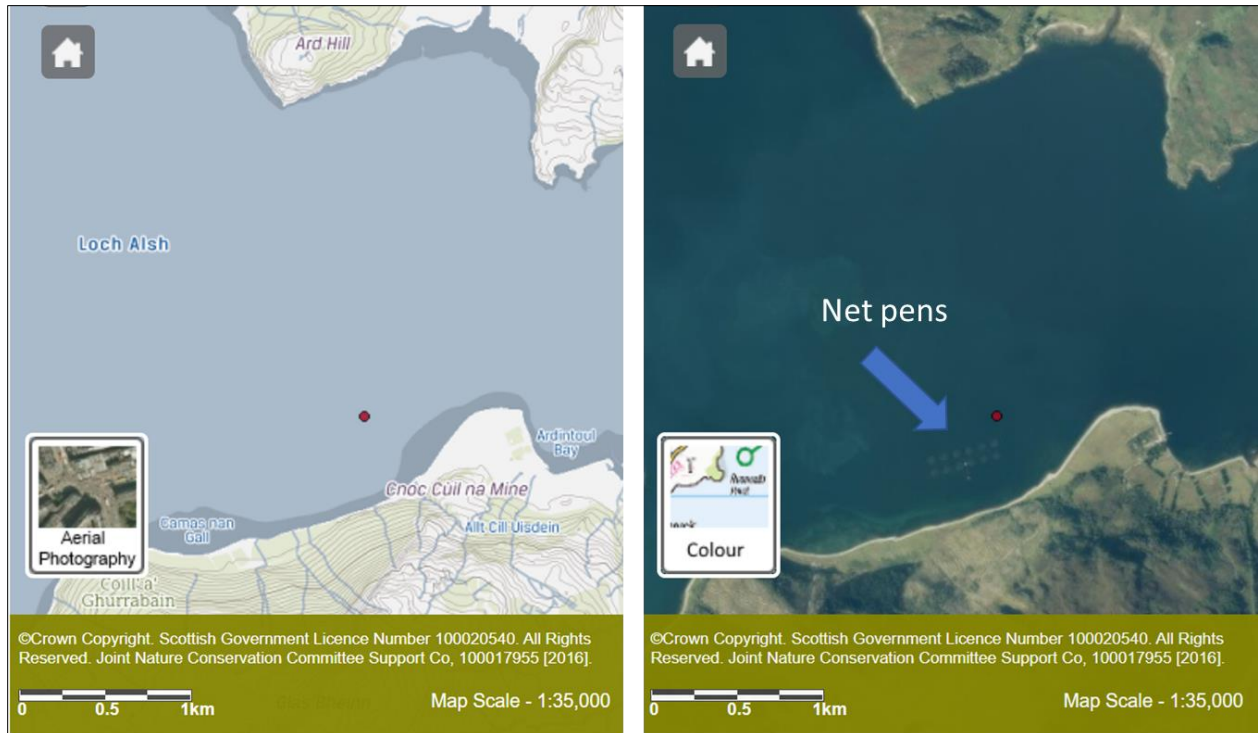 Ard Hill
Loch Alsh
Ardintoul
Bay
Cnoc Cùil na Mine
Camas nan
Gall
Allt Cill Uisdein
Coill' a'
Ghurrabain
Aerial
Photography
©Crown Copyright. Scottish Government Licence Number 100020540. All Rights
Reserved. Joint Nature Conservation Committee Support Co, 100017955 [2016].
0 0.5 1km
Map Scale - 1:35,000
Net pens
Colour
©Crown Copyright. Scottish Government Licence Number 100020540. All Rights
Reserved. Joint Nature Conservation Committee Support Co, 100017955 [2016].
0 0.5 1km
Map Scale - 1:35,000